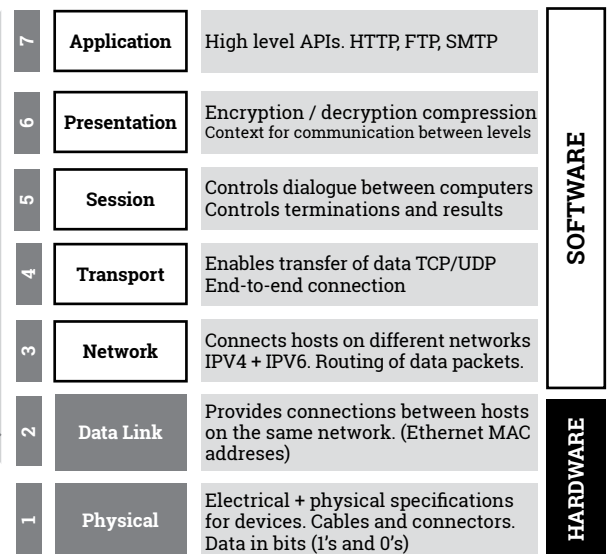 7
Application
High level APIs. HTTP, FTP, SMTP
6
Presentation
Encryption / decryption compression
Context for communication between levels
5
Session
Controls dialogue between computers
Controls terminations and results
4
Transport
Enables transfer of data TCP/UDP
End-to-end connection
3
Network
Connects hosts on different networks
IPV4 + IPV6. Routing of data packets.
SOFTWARE
2
Data Link
Provides connections between hosts
on the same network. (Ethernet MAC
addreses)
1
Physical
Electrical + physical specifications
for devices. Cables and connectors.
Data in bits (1's and 0's)
HARDWARE